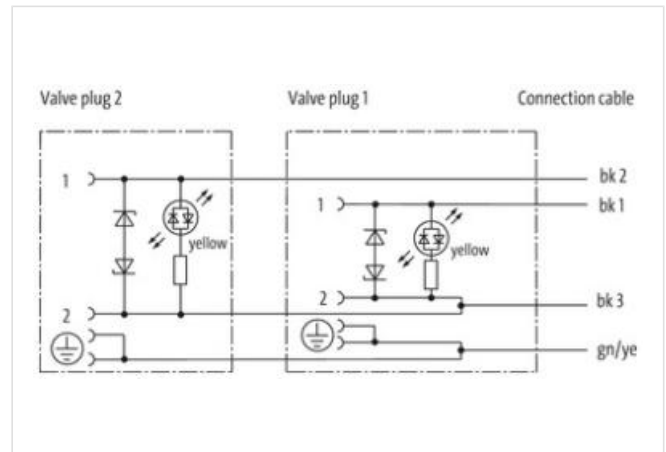 Valve plug 2 Valve plug 1 Connection cable
1 bk 2
1 bk 1
yellow yellow
2 bk 3
2
gn/ye